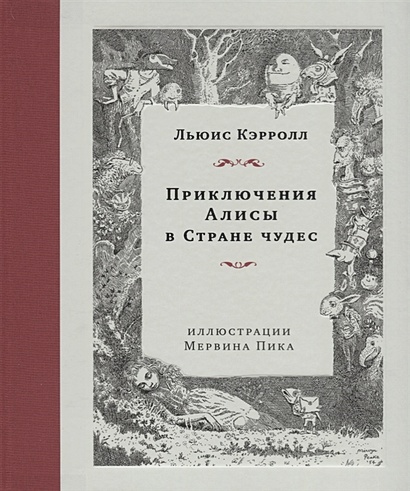 Льюис Кэрролл
Приключения
Алисы
в Стране чудес
иллюстрации
Мервина Пика